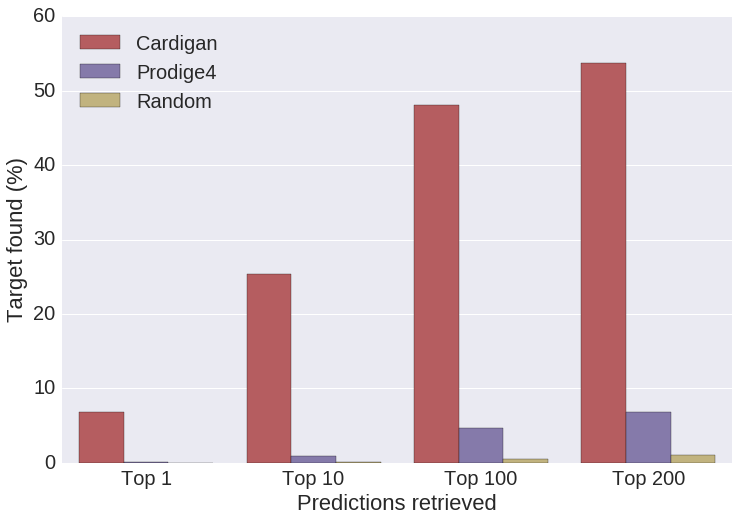 60
50
40
30
20
10
0
Target found (%)
Cardigan
Prodige4
Random
Top 1
Top 10
Top 100
Top 200
Predictions retrieved